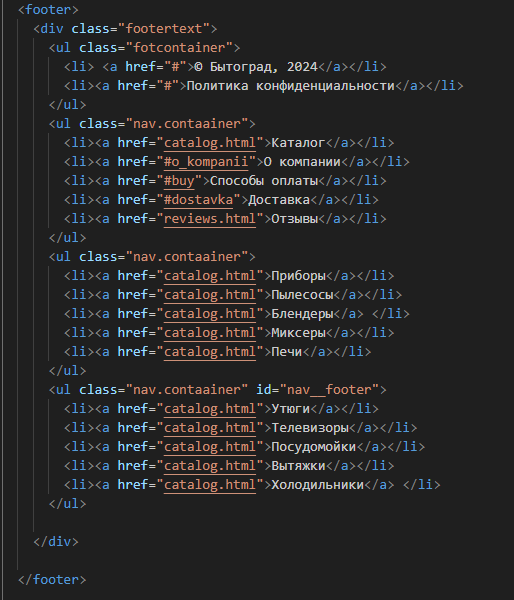 <footer>
<div class="footertext">
<ul class="fotcontainer">
<li> <a href="#">© Бытоград, 2024</a></li>
<li><a href="#">Политика конфиденциальности</a></li>
</ul>
<ul class="nav.contaainer">
<li><a href="catalog.html">Каталог</a></li>
<li><a href="#o_kompanii">О компании</a></li>
<li><a href="#buy">Способы оплаты</a></li>
<li><a href="#dostavka">Доставка</a></li>
<li><a href="reviews.html">Отзывы</a></li>
</ul>
<ul class="nav.contaainer">
<li><a href="catalog.html">Приборы</a></li>
<li><a href="catalog.html">Пылесосы</a></li>
<li><a href="catalog.html">Блендеры</a> </li>
<li><a href="catalog.html">Миксеры</a></li>
<li><a href="catalog.html">Печи</a></li>
</ul>
<ul class="nav.contaainer" id="nav__footer">
<li><a href="catalog.html">Утюги</a></li>
<li><a href="catalog.html">Телевизоры</a></li>
<li><a href="catalog.html">Посудомойки</a></li>
<li><a href="catalog.html">Вытяжки</a></li>
<li><a href="catalog.html">Холодильники</a> </li>
</ul>
</div>
</footer>